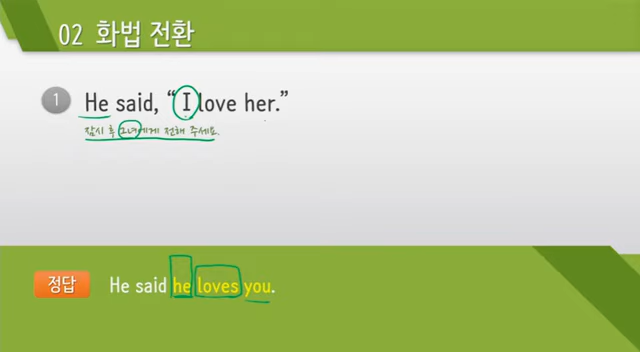 02 화법 전환
1 He said, “I love her.”
잠시 후 그녀에게 전해 주세요.
정답 He said he loves you.